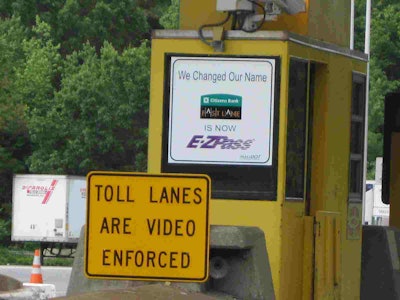 We Changed Our Name
Citizens Bank
FAST LANE
IS NOW
E-ZPass
TOLL LANES
ARE VIDEO
ENFORCED